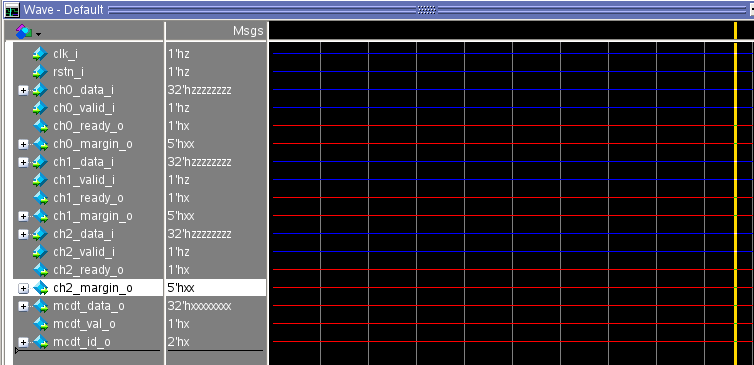 Wave - Default
Msgs
clk_i 1'hz
rstn_i 1'hz
ch0_data_i 32'hzzzzzzzz
ch0_valid_i 1'hz
ch0_ready_o 1'hx
ch0_margin_o 5'hxx
ch1_data_i 32'hzzzzzzzz
ch1_valid_i 1'hz
ch1_ready_o 1'hx
ch1_margin_o 5'hxx
ch2_data_i 32'hzzzzzzzz
ch2_valid_i 1'hz
ch2_ready_o 1'hx
ch2_margin_o 5'hxx
mcdt_data_o 32'hxxxxxxxx
mcdt_val_o 1'hx
mcdt_id_o 2'hx